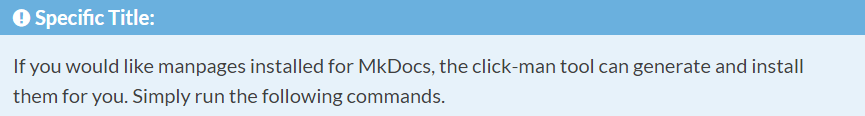 Specific Title:
If you would like manpages installed for MkDocs, the click-man tool can generate and install
them for you. Simply run the following commands.